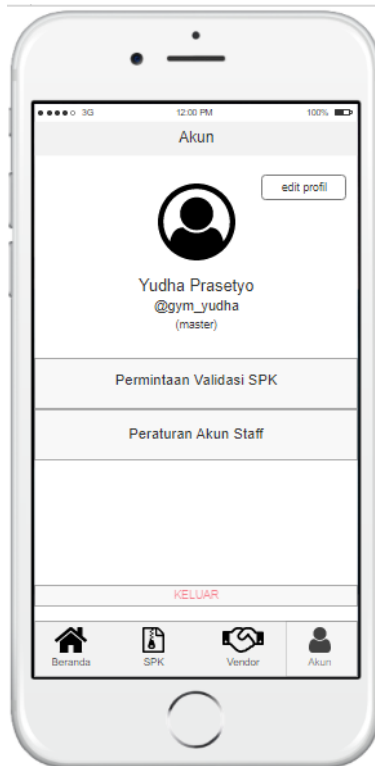 3G
12:00 PM
100%
Akun
edit profil
Yudha Prasetyo
@gym_yudha
(master)
Permintaan Validasi SPK
Peraturan Akun Staff
KELUAR
Beranda
SPK
Vendor
Akun